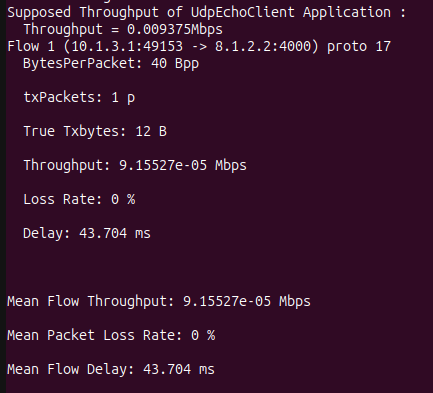 Supposed Throughput of UdpEchoClient Application :
Throughput = 0.009375Mbps
Flow 1 (10.1.3.1:49153 -> 8.1.2.2:4000) proto 17
BytesPerPacket: 40 Bpp
txPackets: 1 p
True Txbytes: 12 B
Throughput: 9.15527e-05 Mbps
Loss Rate: 0 %
Delay: 43.704 ms
Mean Flow Throughput: 9.15527e-05 Mbps
Mean Packet Loss Rate: 0 %
Mean Flow Delay: 43.704 ms